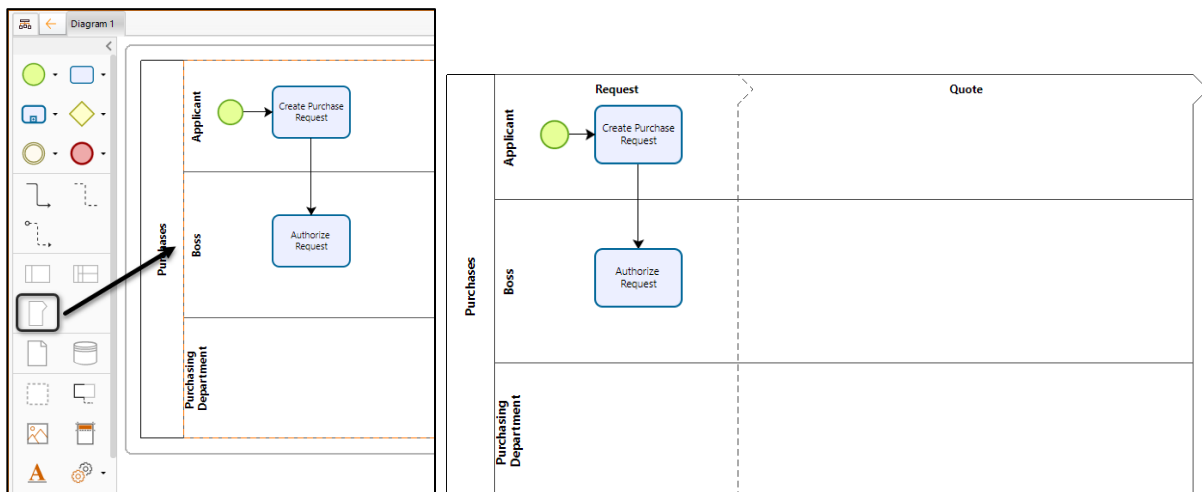 Diagram 1
Purchases
Applicant
Create Purchase
Request
Boss
Authorize
Request
Purchasing
Department
A
Request
Quote
Purchases
Applicant
Create Purchase
Request
Boss
Authorize
Request
Purchasing
Department